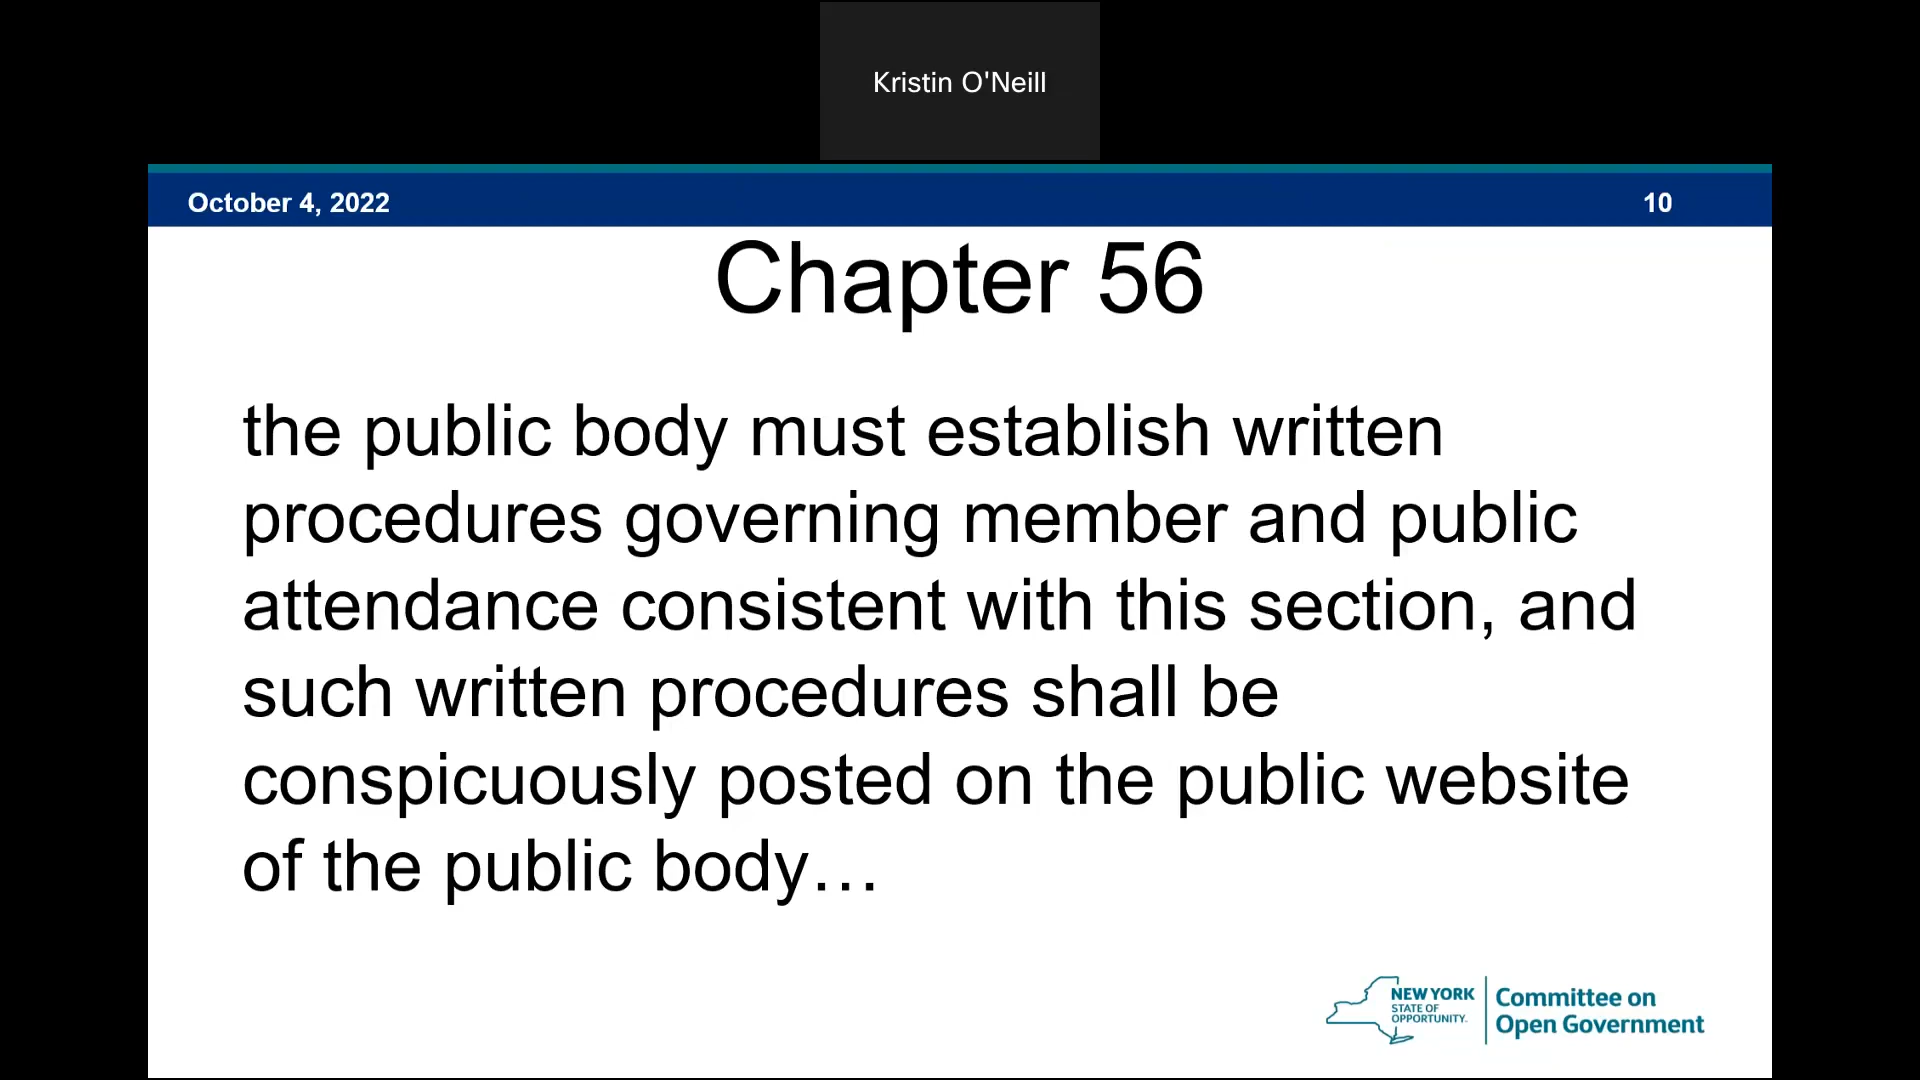 Kristin O'Neill
October 4, 2022 10
Chapter 56
the public body must establish written
procedures governing member and public
attendance consistent with this section, and
such written procedures shall be
conspicuously posted on the public website
of the public body…
NEW YORK
STATE OF
OPPORTUNITY.
Committee on
Open Government